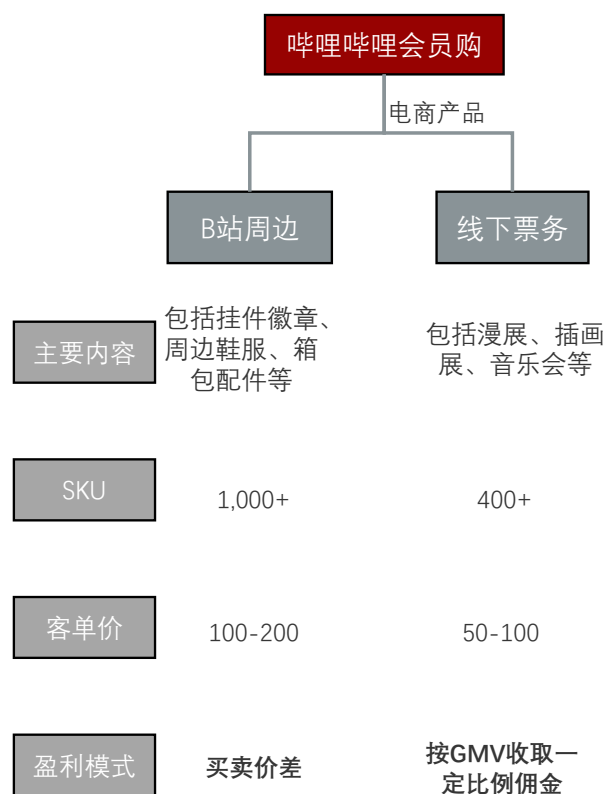 哔哩哔哩会员购
电商产品
B站周边
线下票务
主要内容
包括挂件徽章、
周边鞋服、箱
包配件等
包括漫展、插画
展、音乐会等
SKU
1,000+
400+
客单价
100-200
50-100
盈利模式
买卖价差
按GMV收取一
定比例佣金